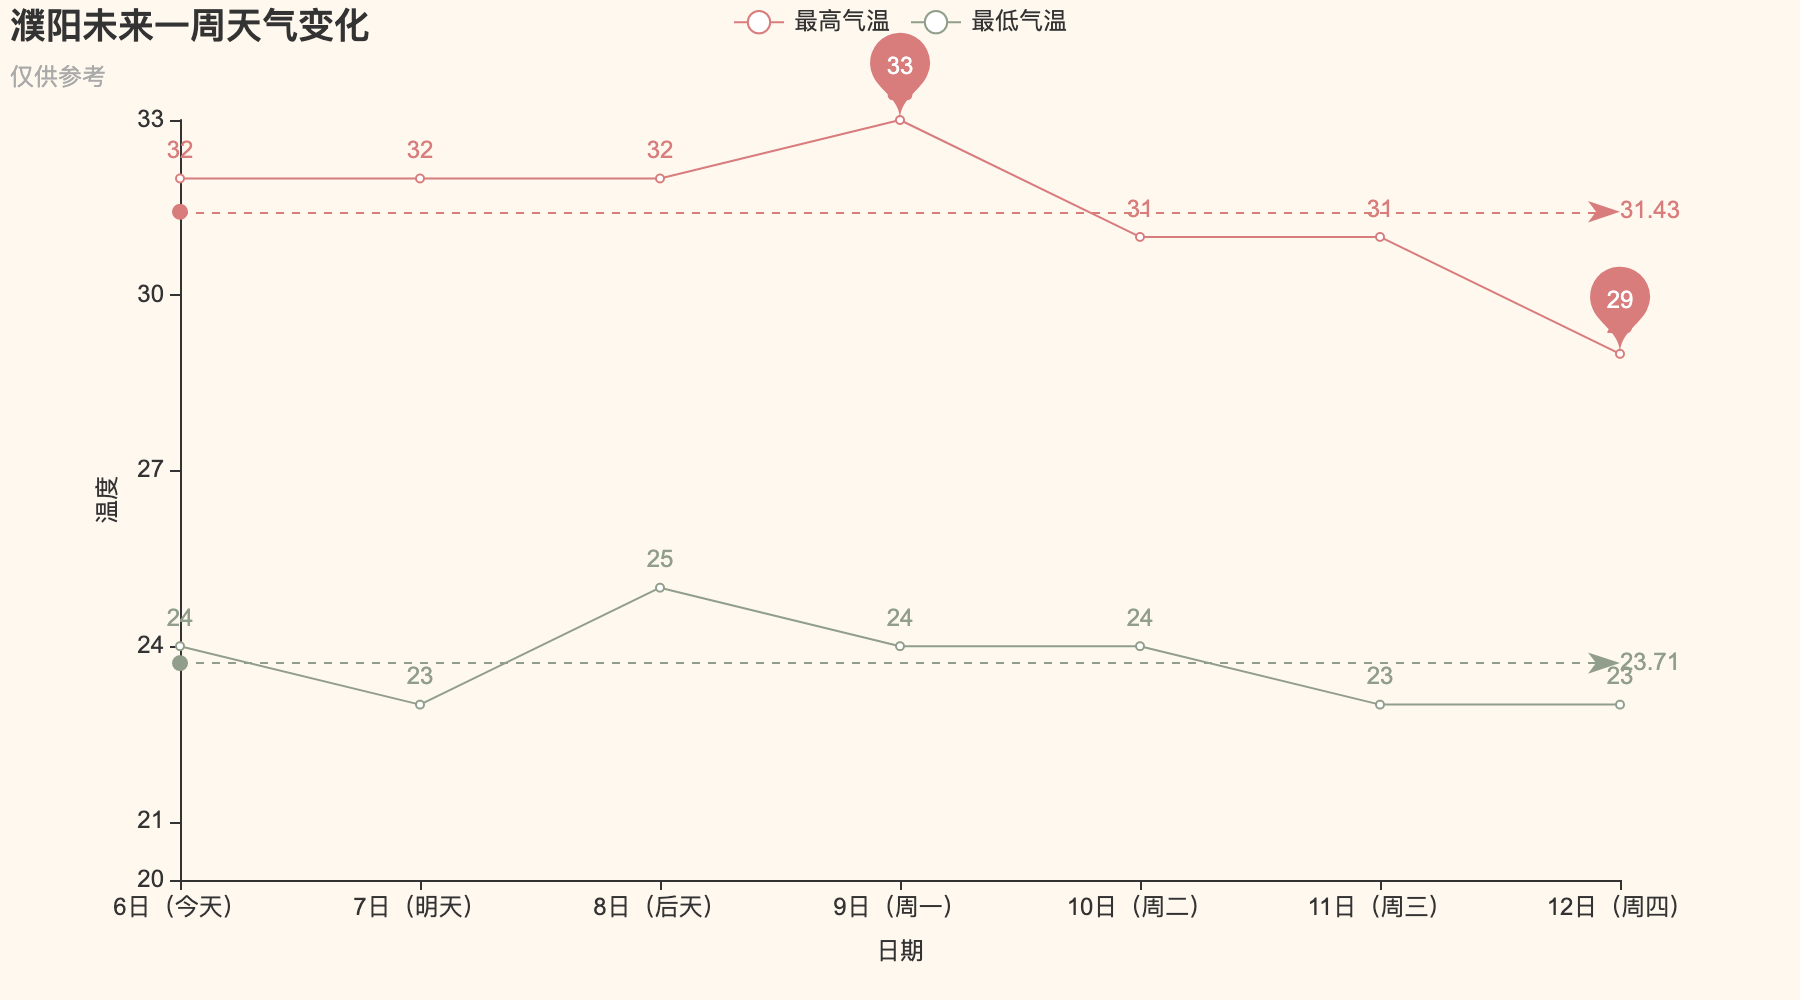 濮阳未来一周天气变化
仅供参考
最高气温 最低气温
33
33
32 32 32
31 31 31.43
30
29
27
温度
25
24 24 24
24
23.71
23 23 23
21
20
6日（今天） 7日（明天） 8日（后天） 9日（周一） 10日（周二） 11日（周三） 12日（周四）
日期